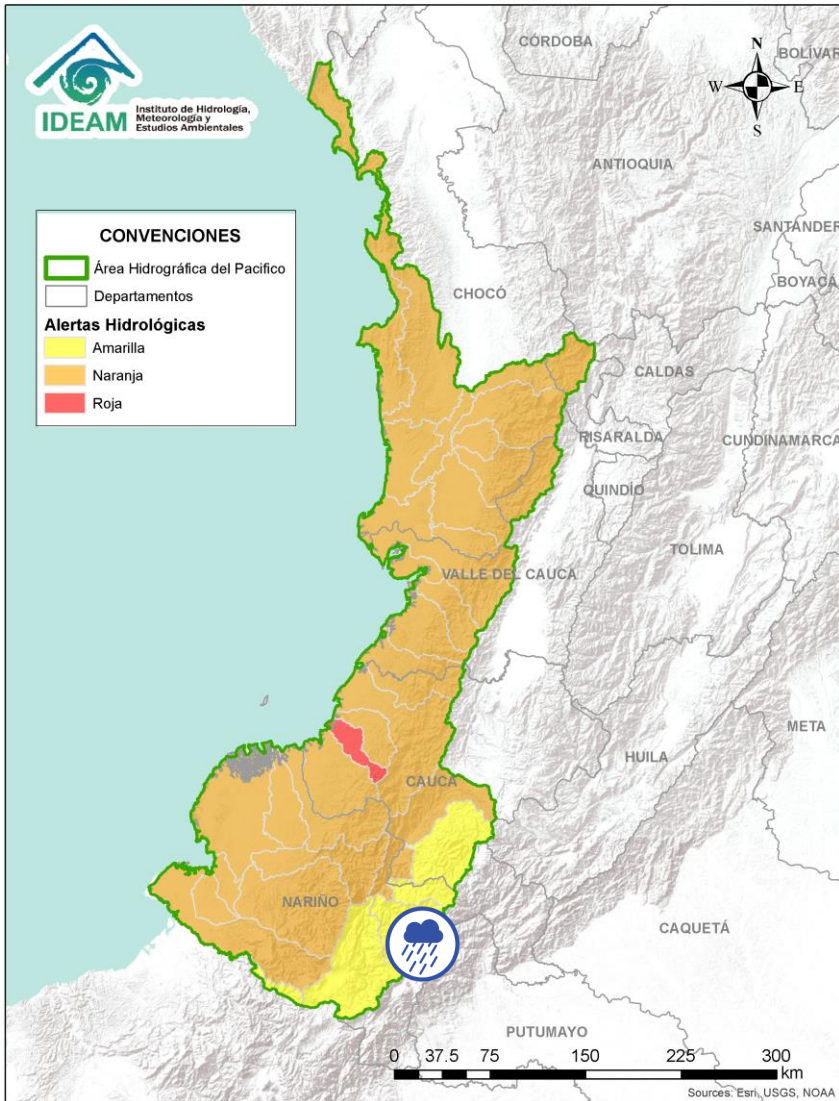 IDEAM
Instituto de Hidrología,
Meteorología y
Estudios Ambientales
CÓRDOBA
BOLÍVAR
N
W
E
S
ANTIOQUIA
SANTANDER
BOYACÁ
CONVENCIONES
Área Hidrográfica del Pacifico
Departamentos
Alertas Hidrológicas
Amarilla
Naranja
Roja
CHOCÓ
CALDAS
RISARALDA
CUNDINAMARCA
QUINDÍO
TOLIMA
VALLE DEL CAUCA
META
HUILA
CAUCA
NARIÑO
CAQUETÁ
PUTUMAYO
0 37.5 75 150 225 300
km
Sources: Esri, USGS, NOAA